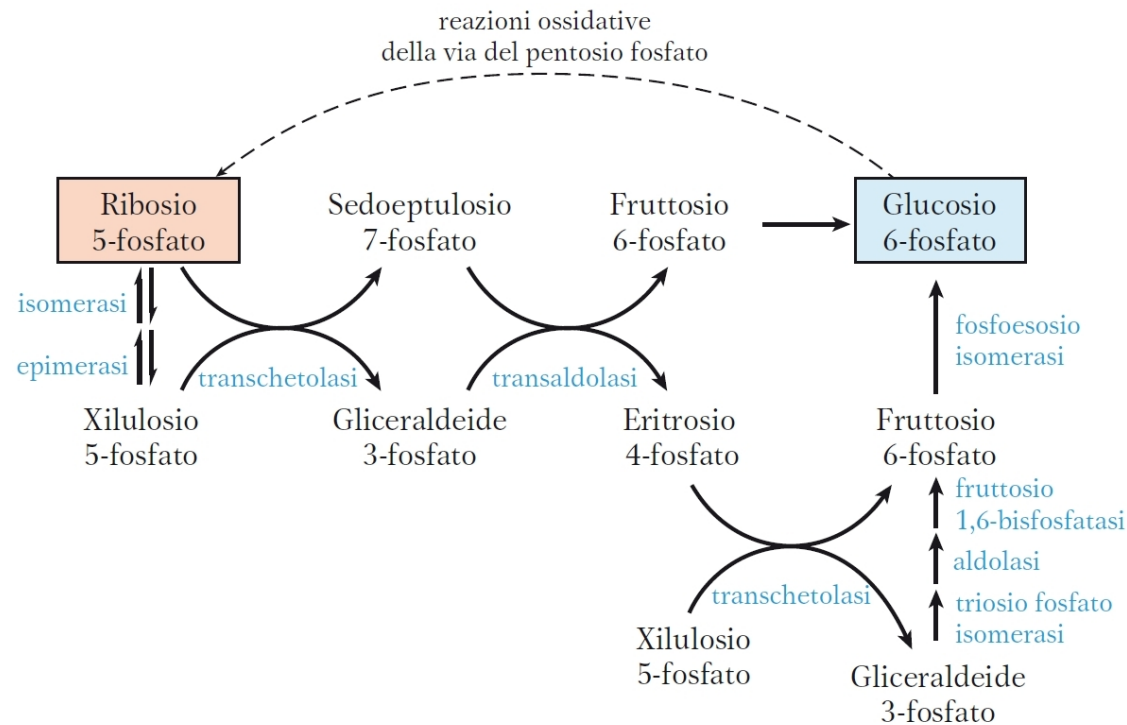 reazioni ossidative
della via del pentosio fosfato
Ribosio
5-fosfato
Sedoeptulosio
7-fosfato
Fruttosio
6-fosfato
Glucosio
6-fosfato
isomerasi
epimerasi
transchetolasi
transaldolasi
fosfoesosio
isomerasi
Xilulosio
5-fosfato
Gliceraldeide
3-fosfato
Eritrosio
4-fosfato
Fruttosio
6-fosfato
fruttosio
1,6-bisfosfatasi
aldolasi
transchetolasi
triosio fosfato
isomerasi
Xilulosio
5-fosfato
Gliceraldeide
3-fosfato